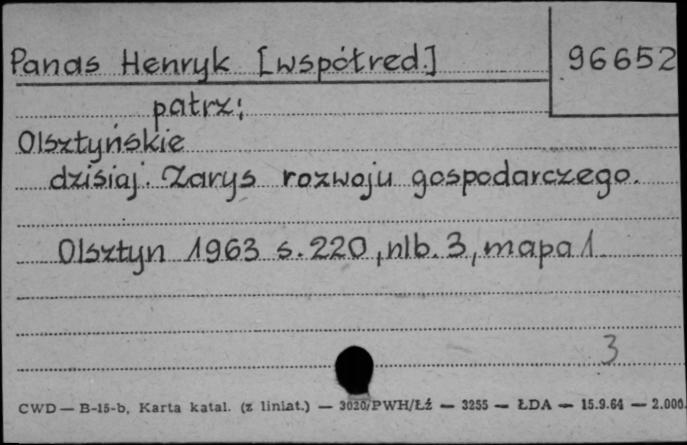 Panas Henryk [współred.] 96652
patrz:
Olsztyńskie
dzisiaj. Zarys rozwoju gospodarczego.
Olsztyn 1963 s. 220, nlb. 3, mapa 1.
3
CWD — B-15-b, Karta katal. (z liniat.) — 3020/PWH/Łź — 3255 — ŁDA — 15.9.64 — 2.000.